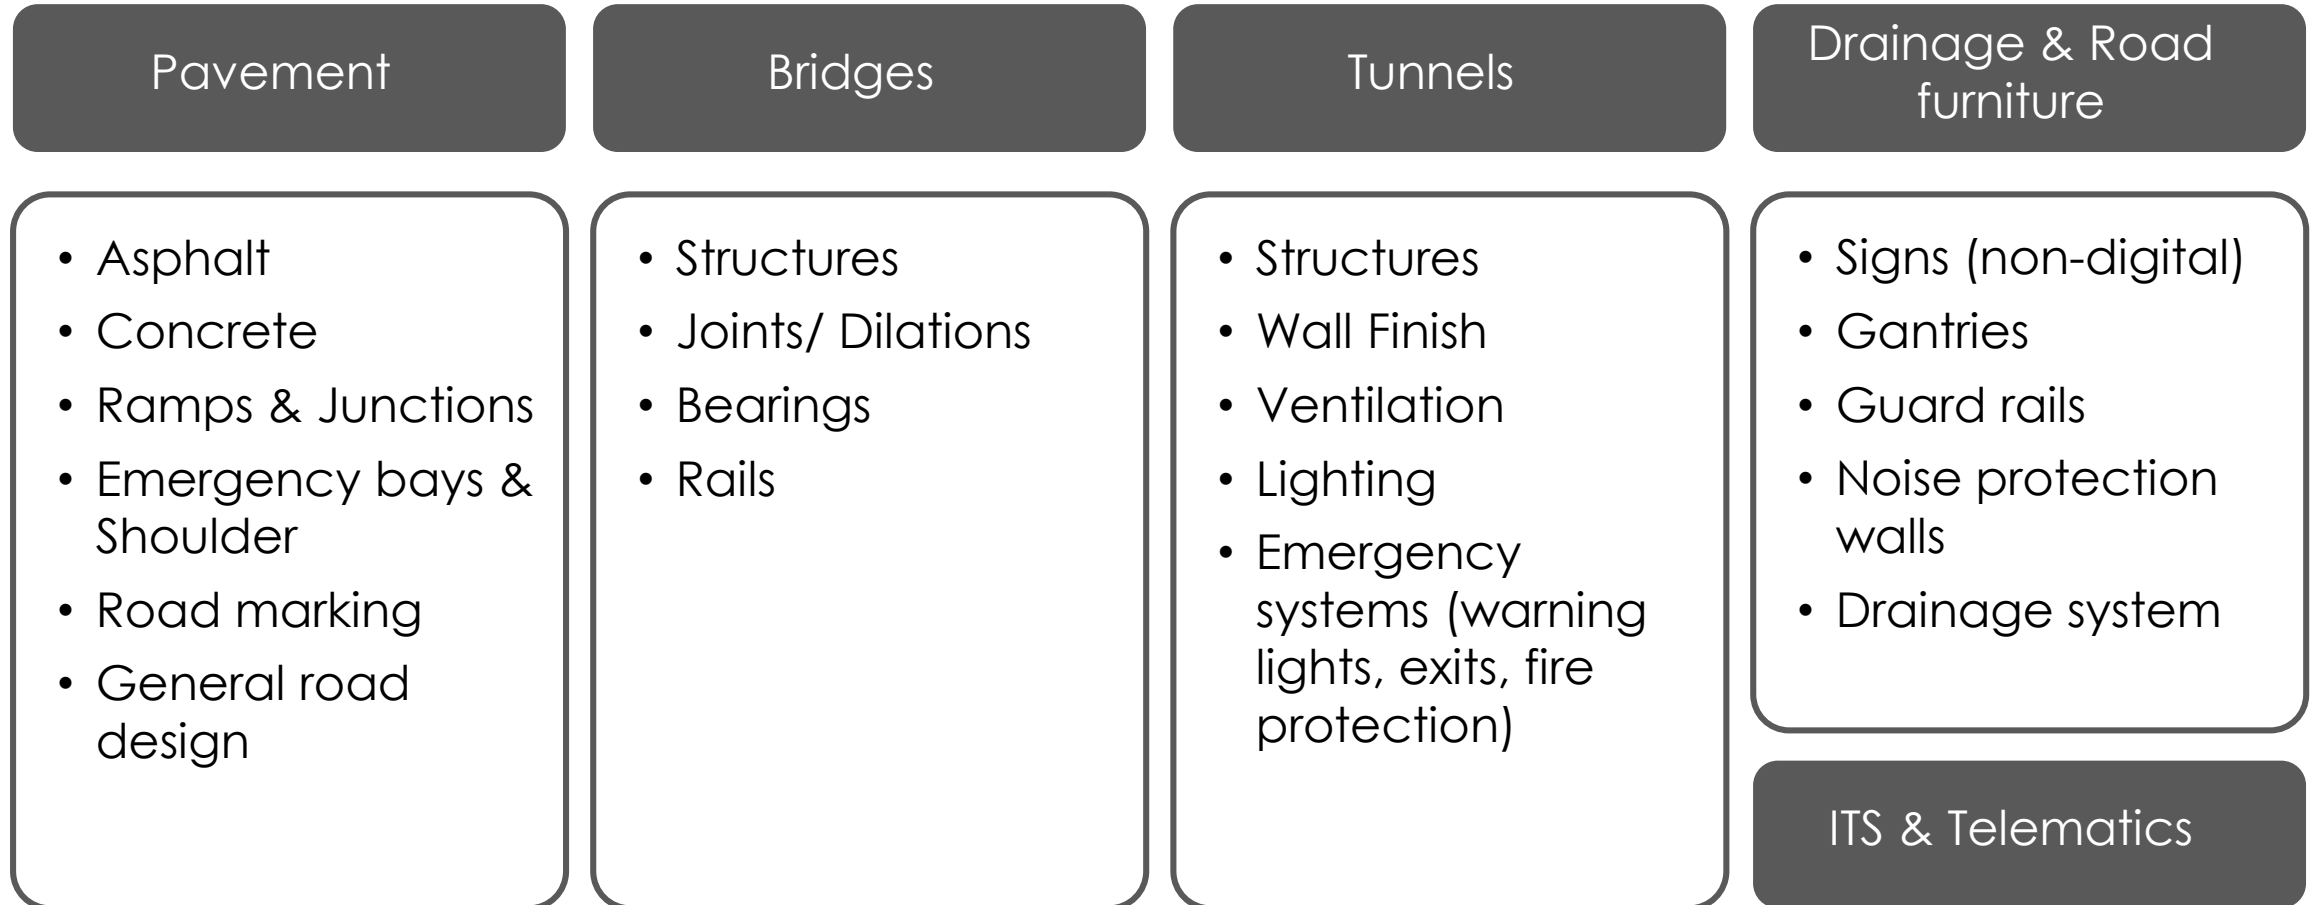 Pavement
• Asphalt
• Concrete
• Ramps & Junctions
• Emergency bays &
Shoulder
• Road marking
• General road
design
Bridges
• Structures
• Joints/ Dilations
• Bearings
• Rails
Tunnels
• Structures
• Wall Finish
• Ventilation
• Lighting
• Emergency
systems (warning
lights, exits, fire
protection)
Drainage & Road
furniture
• Signs (non-digital)
• Gantries
• Guard rails
• Noise protection
walls
• Drainage system
ITS & Telematics